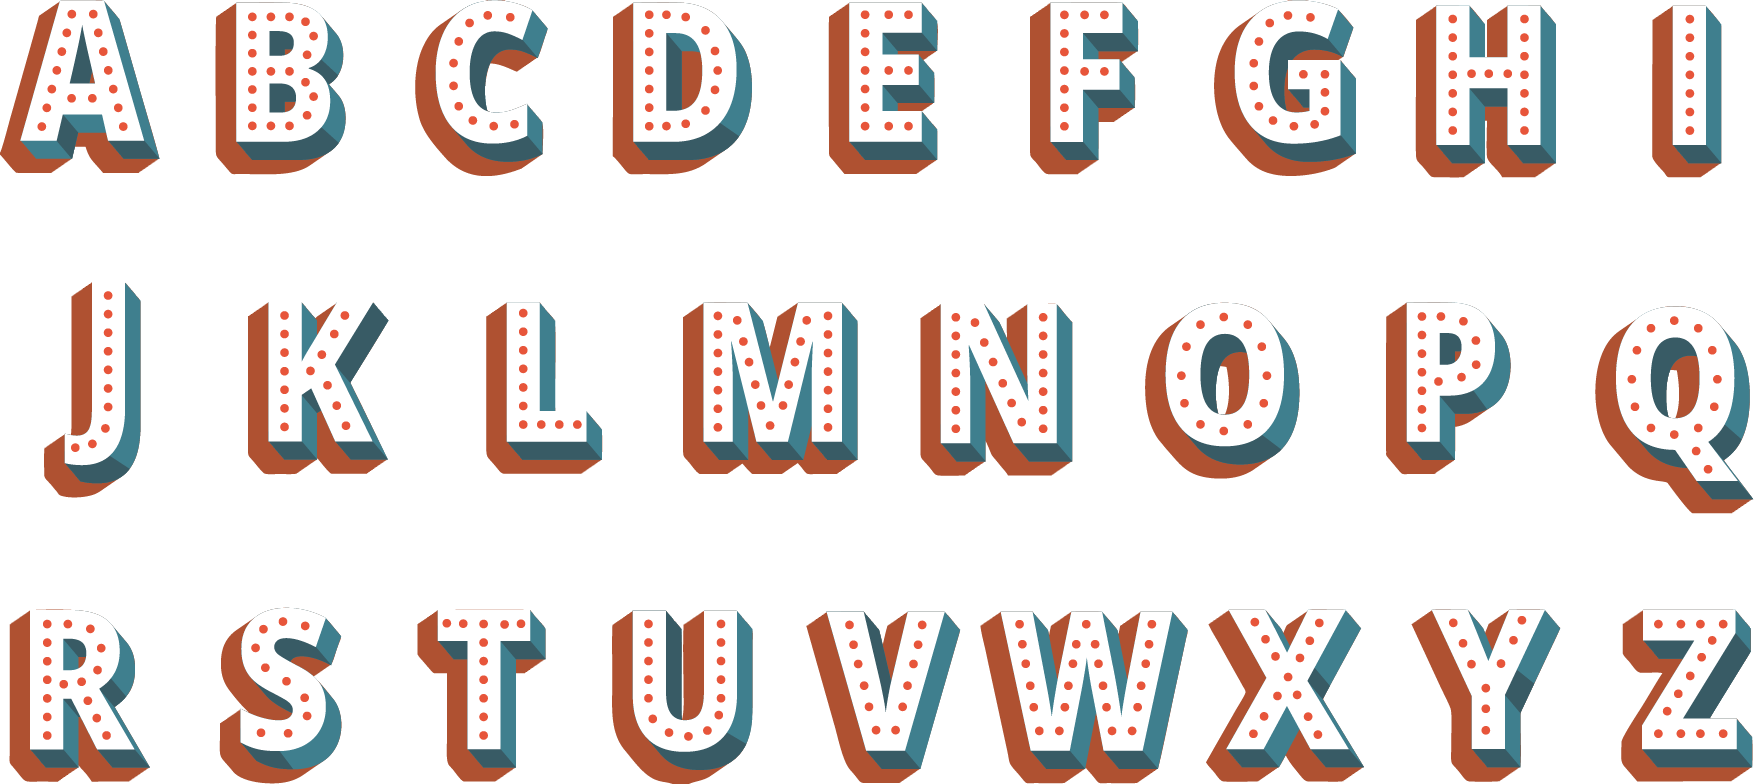 A B C D E F G H I
J K L M N O P Q
R S T U V W X Y Z